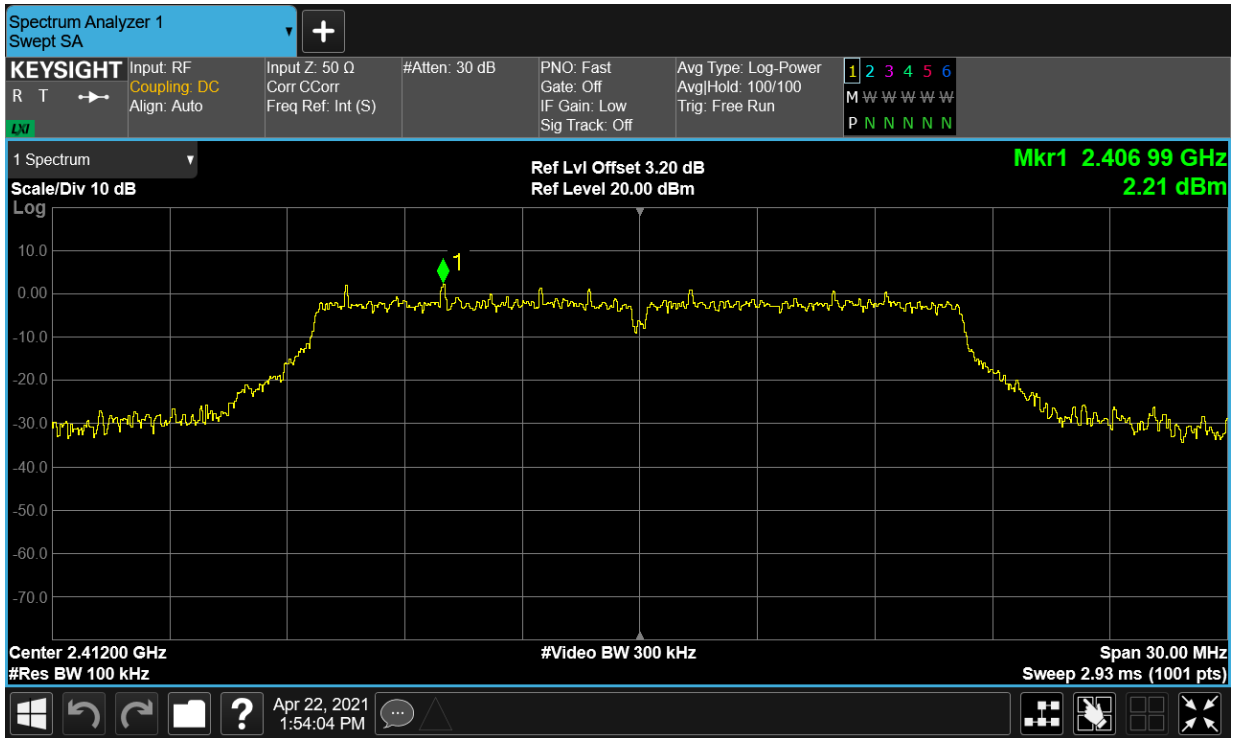 Spectrum Analyzer 1
Swept SA
KEYSIGHT
R T
LXI
Input: RF
Coupling: DC
Align: Auto
Input Z: 50 Ω
Corr CCorr
Freq Ref: Int (S)
#Atten: 30 dB
PNO: Fast
Gate: Off
IF Gain: Low
Sig Track: Off
Avg Type: Log-Power
Avg|Hold: 100/100
Trig: Free Run
1 2 3 4 5 6
M W W W W W
P N N N N N
1 Spectrum
Scale/Div 10 dB
Log
Ref Lvl Offset 3.20 dB
Ref Level 20.00 dBm
Mkr1 2.406 99 GHz
2.21 dBm
10.0
1
0.00
-10.0
-20.0
-30.0
-40.0
-50.0
-60.0
-70.0
Center 2.41200 GHz
#Video BW 300 kHz
Span 30.00 MHz
#Res BW 100 kHz
Sweep 2.93 ms (1001 pts)
?
Apr 22, 2021
1:54:04 PM